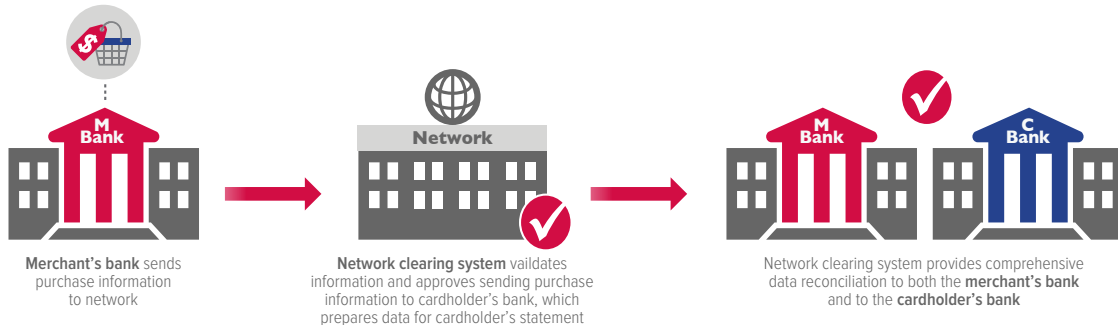 $
M
Bank
Merchant's bank sends
purchase information
to network
Network
Network clearing system vaildates
information and approves sending purchase
information to cardholder's bank, which
prepares data for cardholder's statement
M
Bank
C
Bank
Network clearing system provides comprehensive
data reconciliation to both the merchant's bank
and to the cardholder's bank